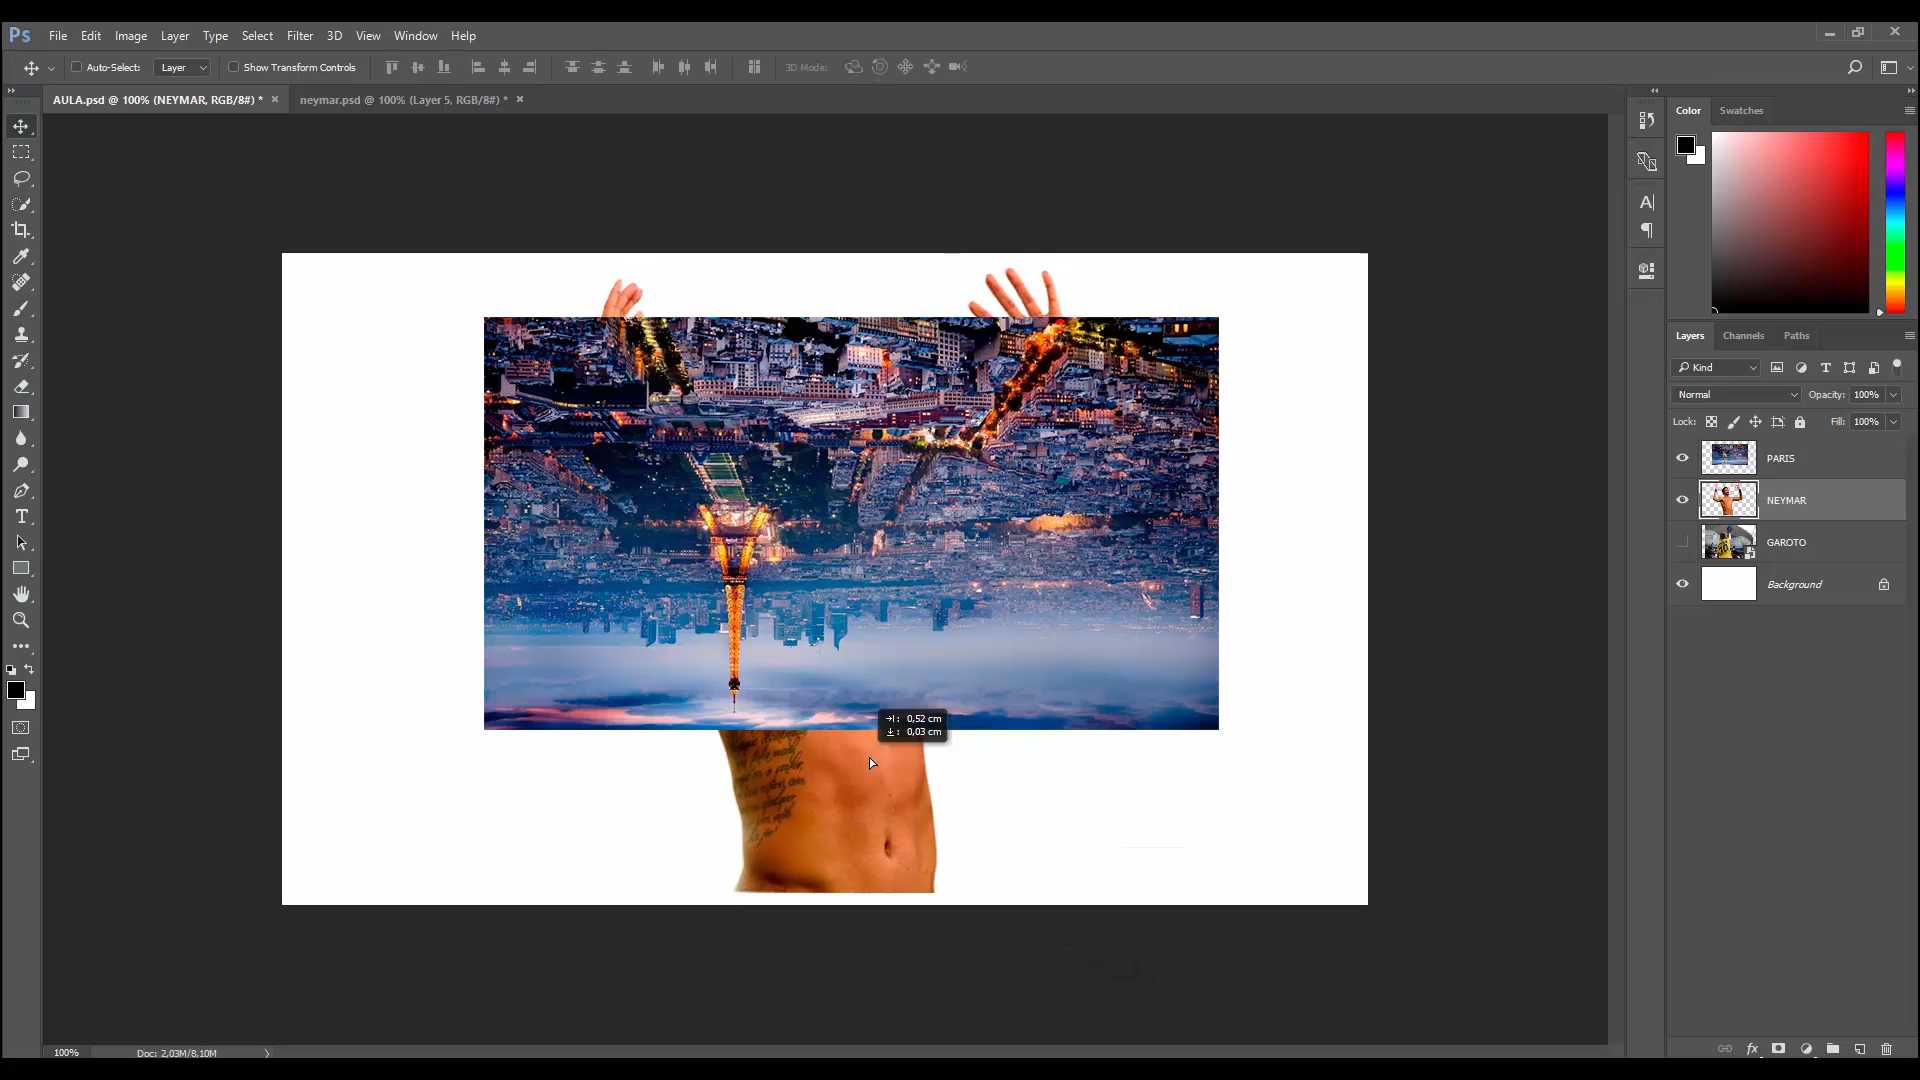 Ps File Edit Image Layer Type Select Filter 3D View Window Help
Auto-Select: Layer Show Transform Controls 3D Mode:
AULA.psd @ 100% (NEYMAR, RGB/8#) * × neymar.psd @ 100% (Layer 5, RGB/8#) * ×
Color Swatches
Layers Channels Paths
Kind
Normal Opacity: 100%
Lock: Fill: 100%
PARIS
NEYMAR
GAROTO
Background
0,52 cm
0,03 cm
100% Doc: 2,03M/8,10M